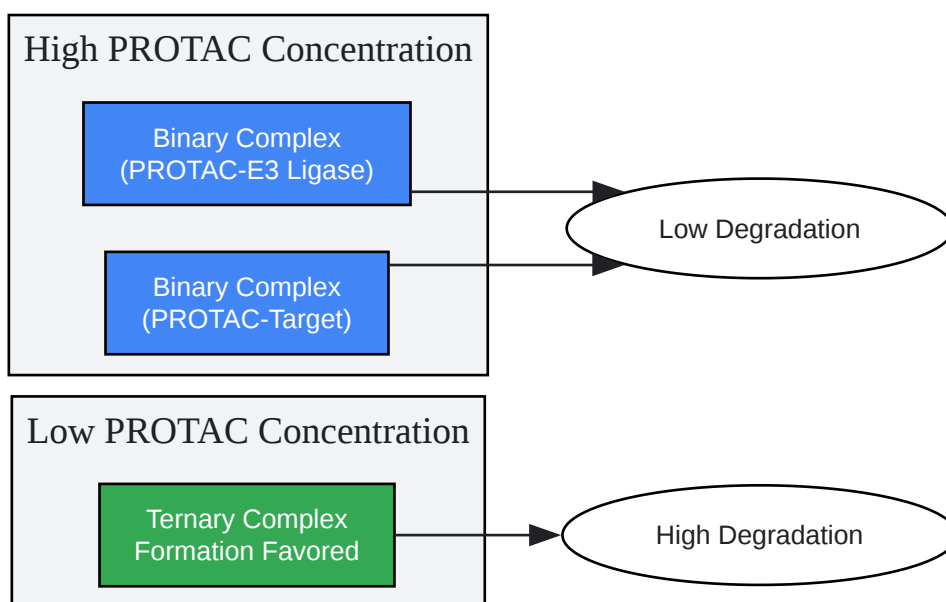 High PROTAC Concentration
Binary Complex
(PROTAC-E3 Ligase)
Low Degradation
Binary Complex
(PROTAC-Target)
Low PROTAC Concentration
Ternary Complex
Formation Favored
High Degradation